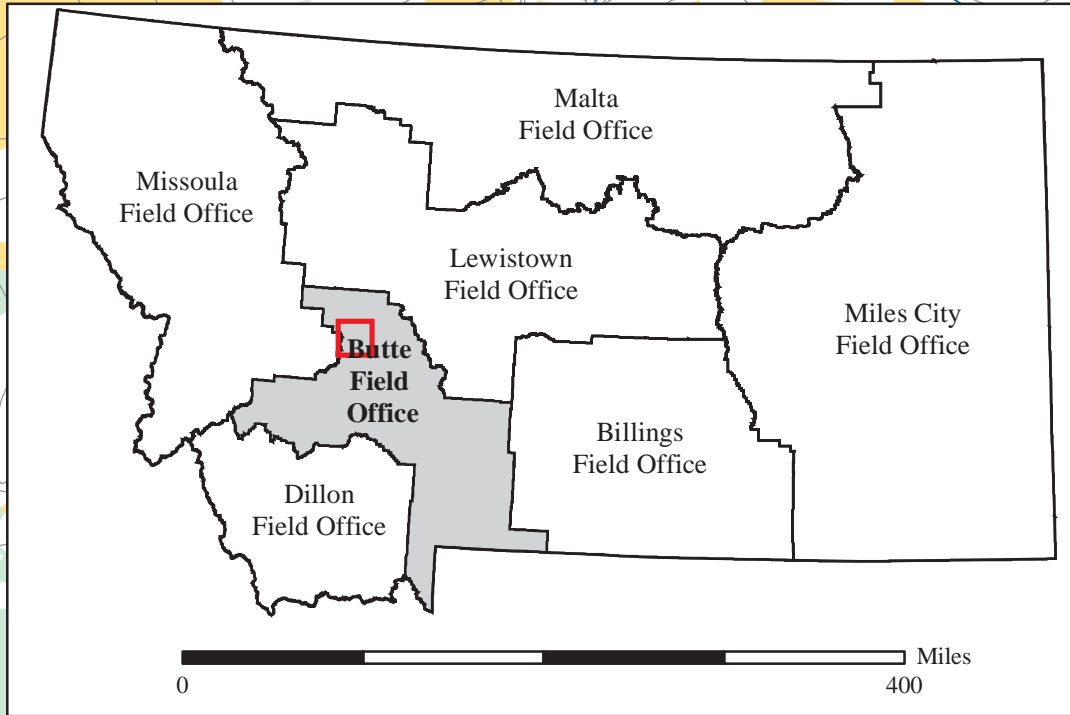 Malta
Field Office
Missoula
Field Office
Lewistown
Field Office
Miles City
Field Office
Butte
Field
Office
Billings
Field Office
Dillon
Field Office
Miles
0
400